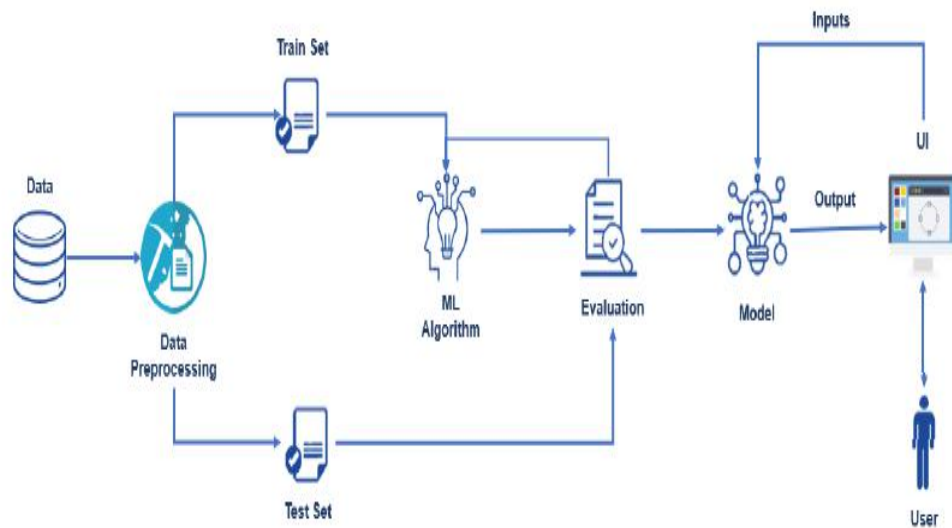 Inputs
Train Set
UI
Data
Output
ML
Algorithm
Evaluation
Model
Data
Preprocessing
Test Set
User